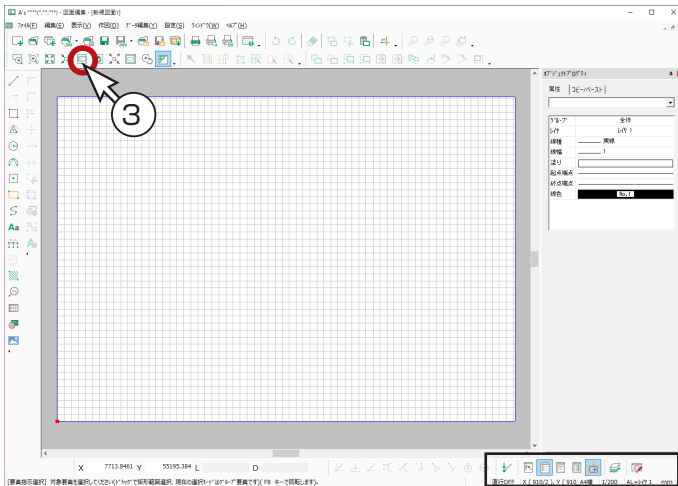 A's ****(*.**.***) - 図面編集 - [新規図面1]
ファイル(F) 編集(E) 表示(V) 作図(D) データ編集(Y) 設定(S) ウィンドウ(W) ヘルプ(H)
オブジェクトプロパティ
属性 コピー/ペースト
グループ 全体
レイヤ レイヤ 1
線種 実線
線幅 1
塗り
起点端点
終点端点
線色 No.1
3
Aa
X 7713.8461 Y 55195.384 L D
[要素指示選択] 対象要素を選択してください(ドラッグで矩形範囲選択、現在の選択モードはグループ要素です)( F8 キーで回転します)。
直行OFF X ( 910/2 ), Y ( 910 A4横 1/200 AL=レイヤ 1 mm